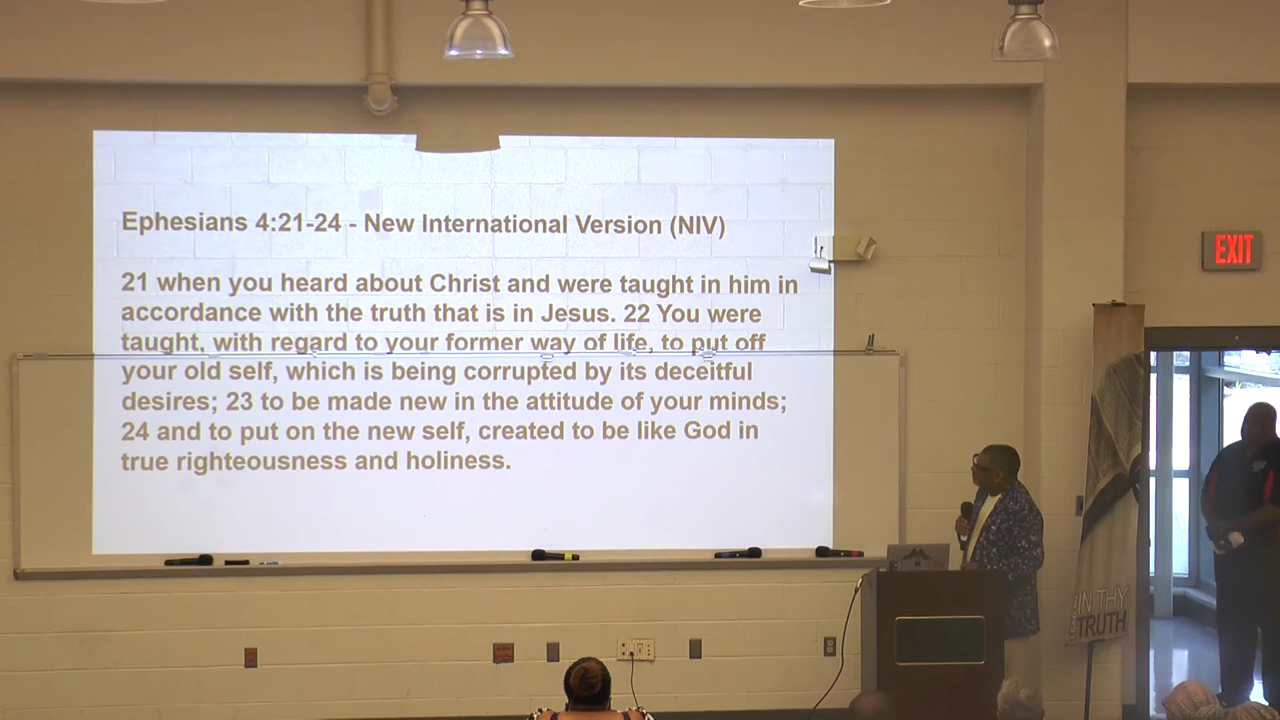 Ephesians 4:21-24 - New International Version (NIV)
21 when you heard about Christ and were taught in him in
accordance with the truth that is in Jesus. 22 You were
taught, with regard to your former way of life, to put off
your old self, which is being corrupted by its deceitful
desires; 23 to be made new in the attitude of your minds;
24 and to put on the new self, created to be like God in
true righteousness and holiness.
EXIT
IN THY
TRUTH